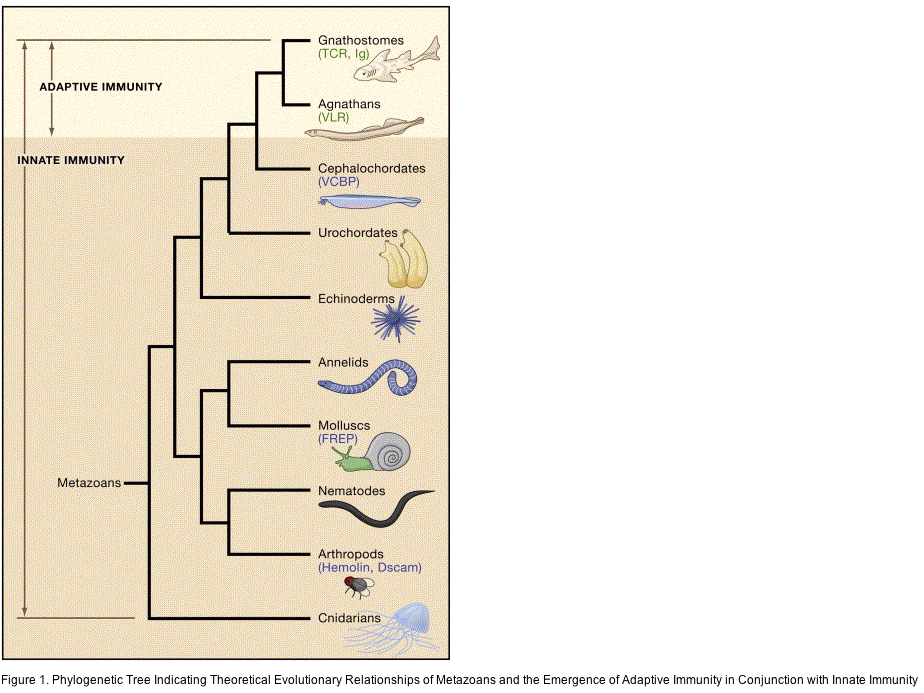 Gnathostomes
(TCR, Ig)
ADAPTIVE IMMUNITY
Agnathans
(VLR)
INNATE IMMUNITY
Cephalochordates
(VCBP)
Urochordates
Echinoderms
Annelids
Molluscs
(FREP)
Metazoans
Nematodes
Arthropods
(Hemolin, Dscam)
Cnidarians
Figure 1. Phylogenetic Tree Indicating Theoretical Evolutionary Relationships of Metazoans and the Emergence of Adaptive Immunity in Conjunction with Innate Immunity